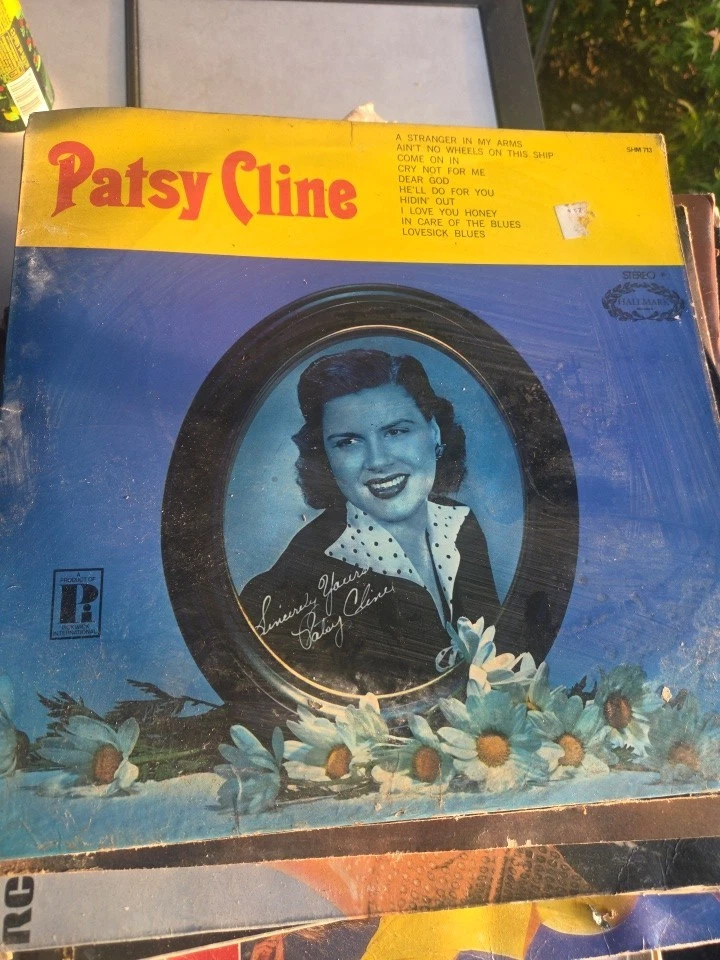 Patsy Cline
A STRANGER IN MY ARMS
AIN'T NO WHEELS ON THIS SHIP
COME ON IN
CRY NOT FOR ME
DEAR GOD
HE'LL DO FOR YOU
HIDIN' OUT
I LOVE YOU HONEY
IN CARE OF THE BLUES
LOVESICK BLUES
SHM 713
STEREO
HALLMARK
Sincerely Yours
Patsy Cline
A
PRODUCT OF
Pi
PICKWICK
INTERNATIONAL
RC